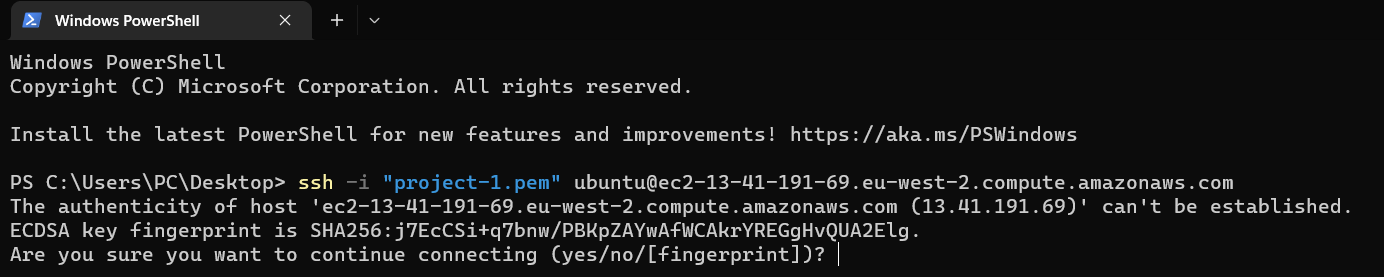 Windows PowerShell
Windows PowerShell
Copyright (C) Microsoft Corporation. All rights reserved.
Install the latest PowerShell for new features and improvements! https://aka.ms/PSWindows
PS C:\Users\PC\Desktop> ssh -i "project-1.pem" ubuntu@ec2-13-41-191-69.eu-west-2.compute.amazonaws.com
The authenticity of host 'ec2-13-41-191-69.eu-west-2.compute.amazonaws.com (13.41.191.69)' can't be established.
ECDSA key fingerprint is SHA256:j7EcCSi+q7bnw/PBKpZAYwAfWCAkrYREGgHvQUA2Elg.
Are you sure you want to continue connecting (yes/no/[fingerprint])?